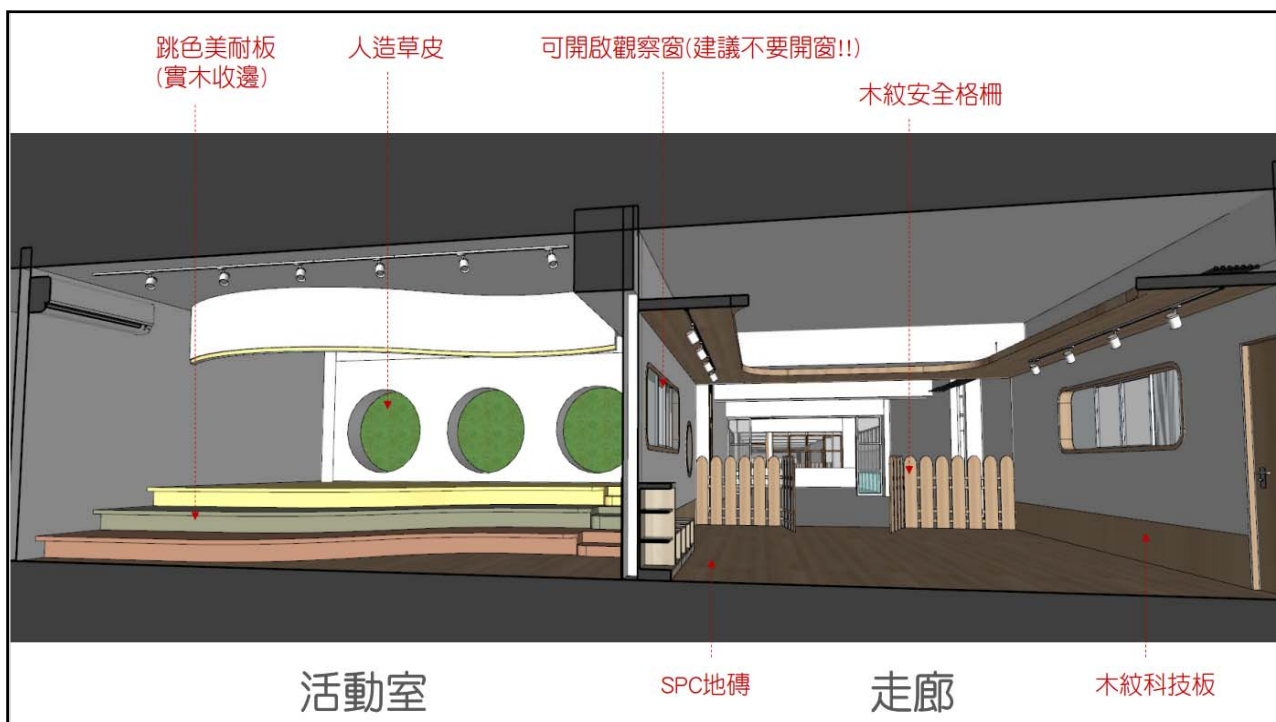 跳色美耐板
(實木收邊)
人造草皮
可開啟觀察窗(建議不要開窗!!)
木紋安全格柵
活動室
SPC地磚
走廊
木紋科技板